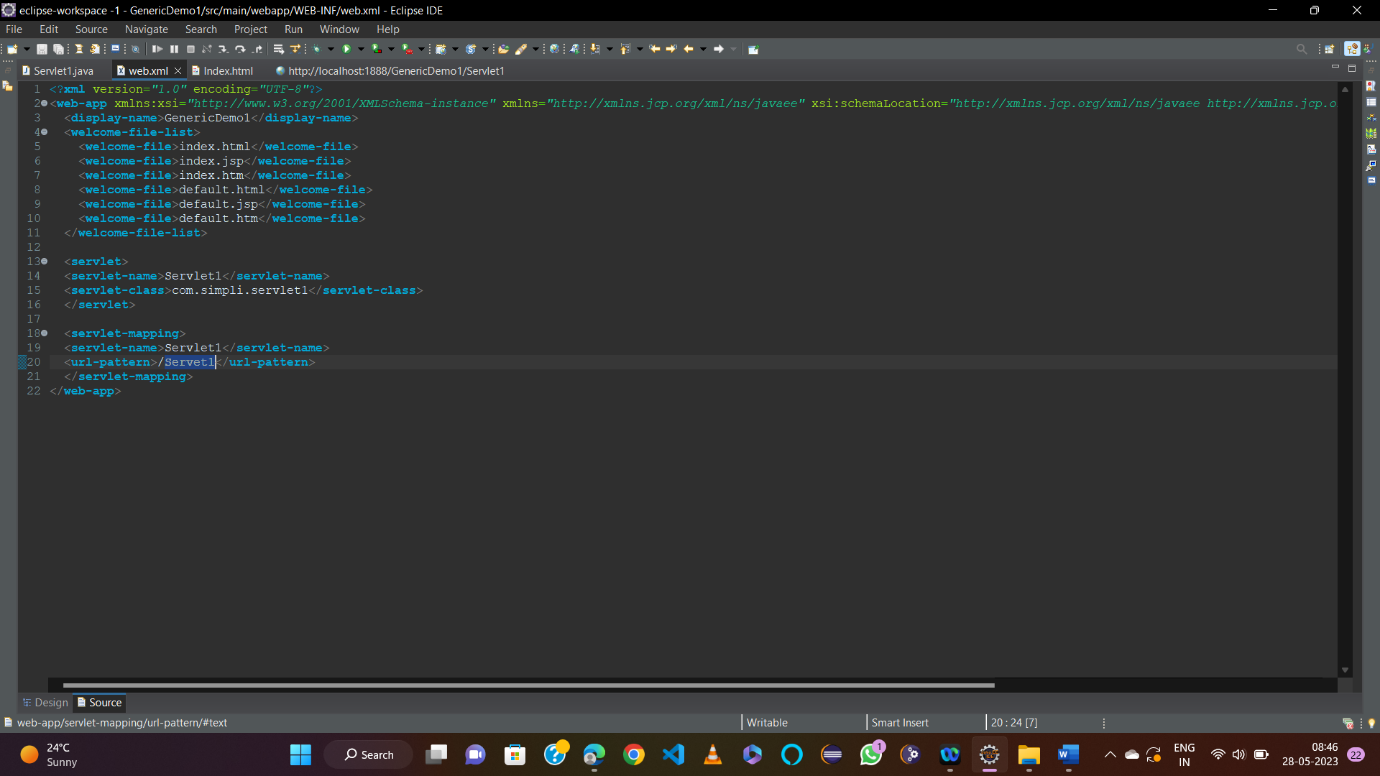 eclipse-workspace -1 - GenericDemo1/src/main/webapp/WEB-INF/web.xml - Eclipse IDE
File Edit Source Navigate Search Project Run Window Help
Servlet1.java web.xml Index.html http://localhost:1888/GenericDemo1/Servlet1
1 <?xml version="1.0" encoding="UTF-8"?>
2 <web-app xmlns:xsi="http://www.w3.org/2001/XMLSchema-instance" xmlns="http://xmlns.jcp.org/xml/ns/javaee" xsi:schemaLocation="http://xmlns.jcp.org/xml/ns/javaee http://xmlns.jcp.o
3 <display-name>GenericDemo1</display-name>
4 <welcome-file-list>
5 <welcome-file>index.html</welcome-file>
6 <welcome-file>index.jsp</welcome-file>
7 <welcome-file>index.htm</welcome-file>
8 <welcome-file>default.html</welcome-file>
9 <welcome-file>default.jsp</welcome-file>
10 <welcome-file>default.htm</welcome-file>
11 </welcome-file-list>
12
13 <servlet>
14 <servlet-name>Servlet1</servlet-name>
15 <servlet-class>com.simpli.servlet1</servlet-class>
16 </servlet>
17
18 <servlet-mapping>
19 <servlet-name>Servlet1</servlet-name>
20 <url-pattern>/Servet1</url-pattern>
21 </servlet-mapping>
22 </web-app>
Design Source
web-app/servlet-mapping/url-pattern/#text Writable Smart Insert 20 : 24 [7]
24°C
Sunny
Search
1
ENG
IN
08:46
28-05-2023
22